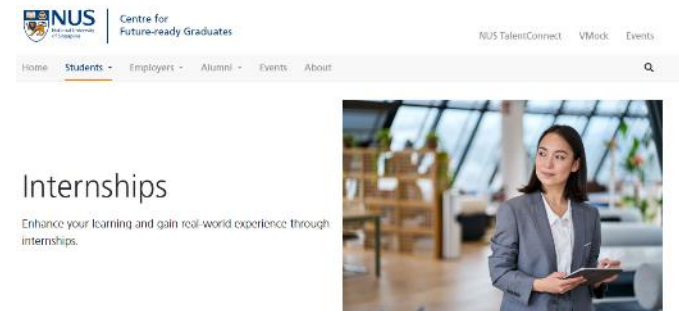 NUS
National University
of Singapore
Centre for
Future-ready Graduates
NUS TalentConnect VMock Events
Home Students Employers Alumni Events About
Internships
Enhance your learning and gain real-world experience through
internships.